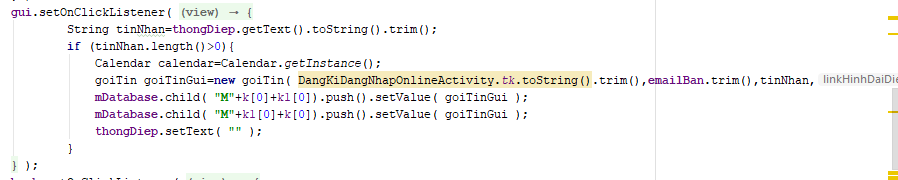 gui.setOnClickListener( (view) → {
String tinNhan=thongDiep.getText().toString().trim();
if (tinNhan.length()>0){
Calendar calendar=Calendar.getInstance();
goiTin goiTinGui=new goiTin( DangKiDangNhapOnlineActivity.tk.toString().trim(),emailBan.trim(),tinNhan, linkHinhDaiDie
mDatabase.child( "M"+k[0]+k1[0]).push().setValue( goiTinGui );
mDatabase.child( "M"+k1[0]+k[0]).push().setValue( goiTinGui );
thongDiep.setText( "" );
}
} );